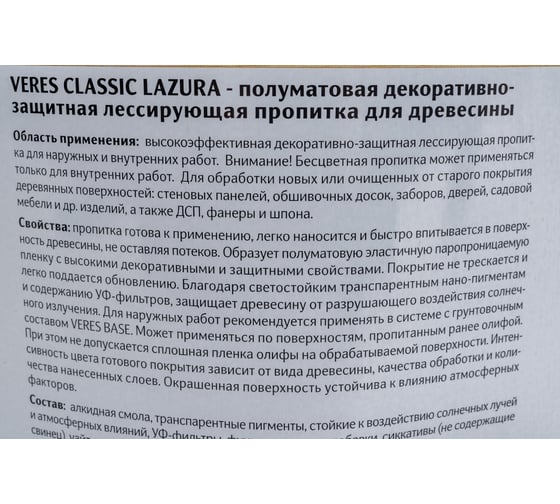 VERES CLASSIC LAZURA - полуматовая декоративно-
защитная лессирующая пропитка для древесины
Область применения: высокоэффективная декоративно-защитная лессирующая пропит-
ка для наружных и внутренних работ. Внимание! Бесцветная пропитка может применяться
только для внутренних работ. Для обработки новых или очищенных от старого покрытия
деревянных поверхностей: стеновых панелей, обшивочных досок, заборов, дверей, садовой
мебели и др. изделий, а также ДСП, фанеры и шпона.
Свойства: пропитка готова к применению, легко наносится и быстро впитывается в поверх-
ность древесины, не оставляя потеков. Образует полуматовую эластичную паропроницаемую
пленку с высокими декоративными и защитными свойствами. Покрытие не трескается и
легко поддается обновлению. Благодаря светостойким транспарентным нано-пигментам
и содержанию УФ-фильтров, защищает древесину от разрушающего воздействия солнеч-
ного излучения. Для наружных работ рекомендуется применять в системе с грунтовочным
составом VERES BASE. Может применяться по поверхностям, пропитанным ранее олифой.
При этом не допускается сплошная пленка олифы на обрабатываемой поверхности. Интен-
сивность цвета готового покрытия зависит от вида древесины, качества обработки и коли-
чества нанесенных слоев. Окрашенная поверхность устойчива к влиянию атмосферных
факторов.
Состав: алкидная смола, транспарентные пигменты, стойкие к воздействию солнечных лучей
и атмосферных влияний, УФ-фильтры, сиккативы (не содержащие
свинец)